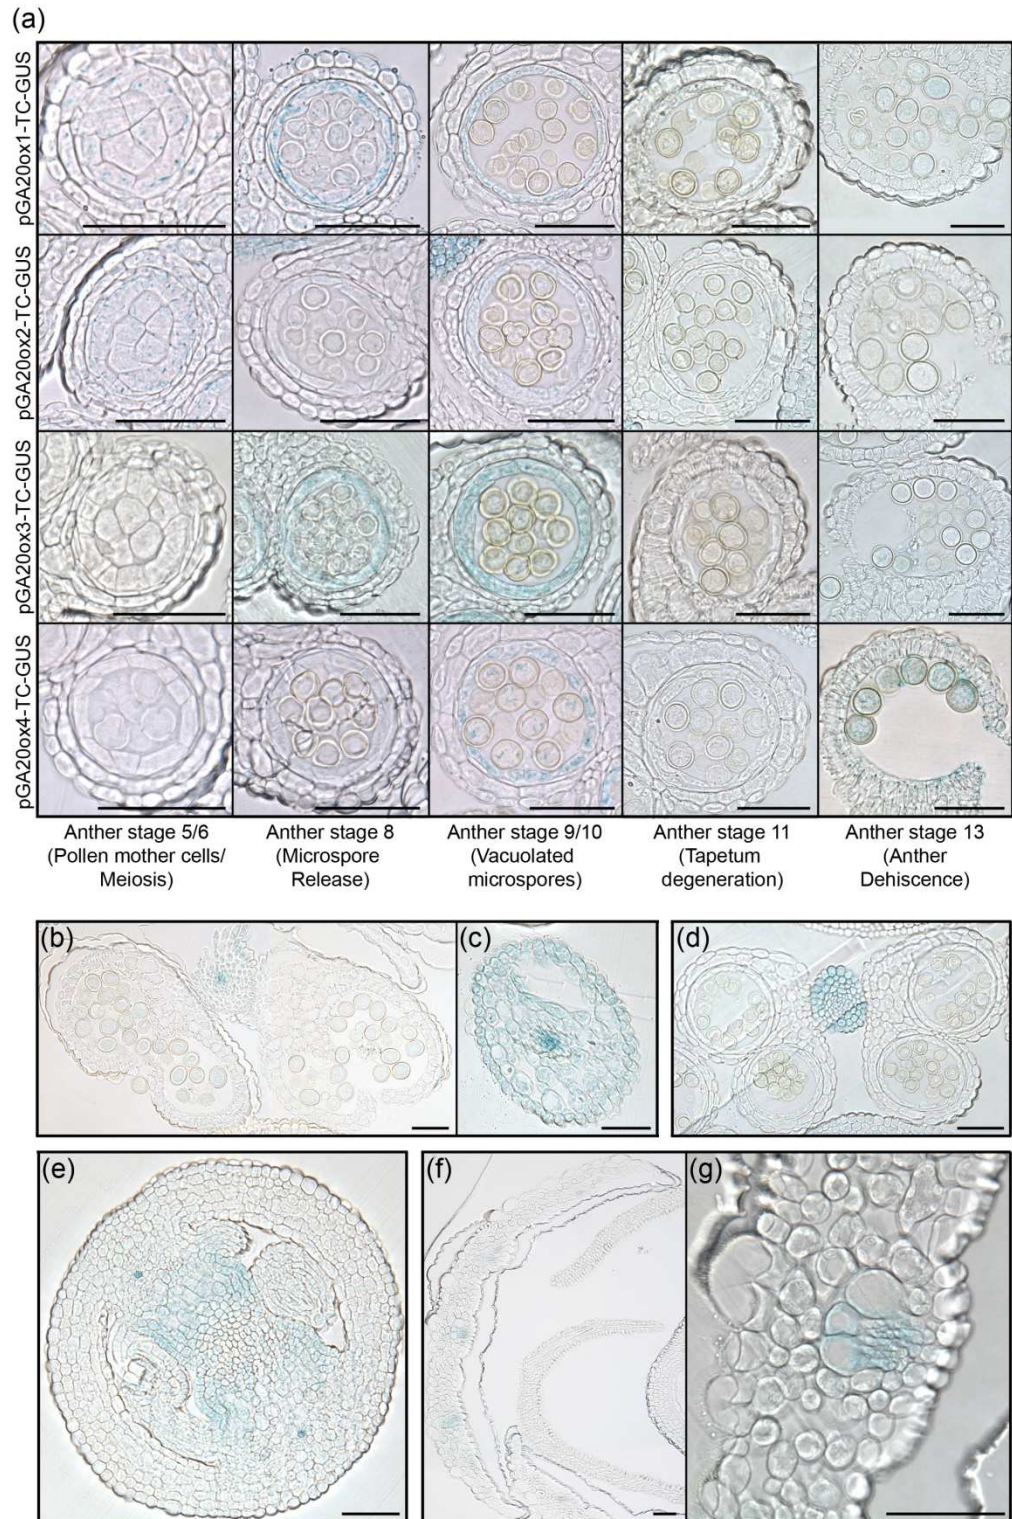 (a)
pGA20ox1-TC-GUS
pGA20ox2-TC-GUS
pGA20ox3-TC-GUS
pGA20ox4-TC-GUS
Anther stage 5/6
(Pollen mother cells/
Meiosis)
Anther stage 8
(Microspore
Release)
Anther stage 9/10
(Vacuolated
microspores)
Anther stage 11
(Tapetum
degeneration)
Anther stage 13
(Anther
Dehiscence)
(b)
(c)
(d)
(e)
(f)
(g)